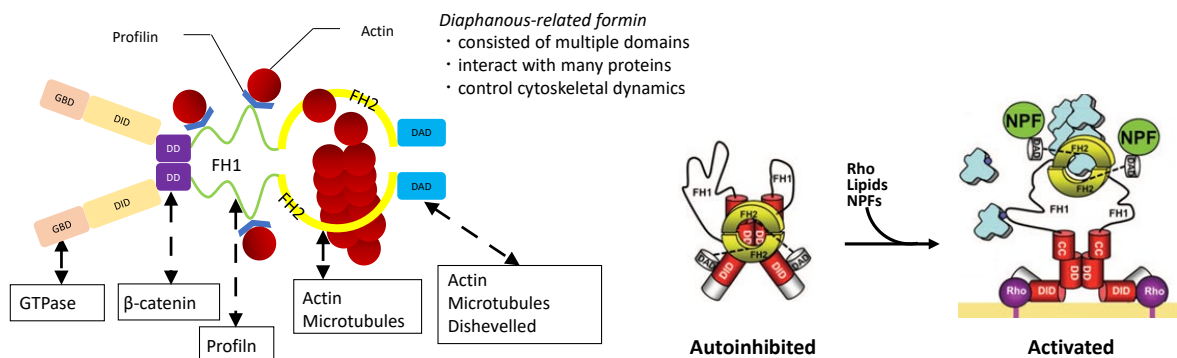 Diaphanous-related formin
・consisted of multiple domains
・interact with many proteins
・control cytoskeletal dynamics
Profilin
Actin
GBD
DID
DD
DD
FH1
FH2
FH2
DAD
DAD
DID
GBD
GTPase
β-catenin
Profiln
Actin
Microtubules
Actin
Microtubules
Dishevelled
FH1
FH1
FH2
DD
DD
FH2
DAD
DAD
DID
DID
Autoinhibited
Rho
Lipids
NPFs
NPF
NPF
DAD
DAD
FH2
FH2
FH1
FH1
CC
CC
DD
DD
Rho
DID
DID
Rho
Activated